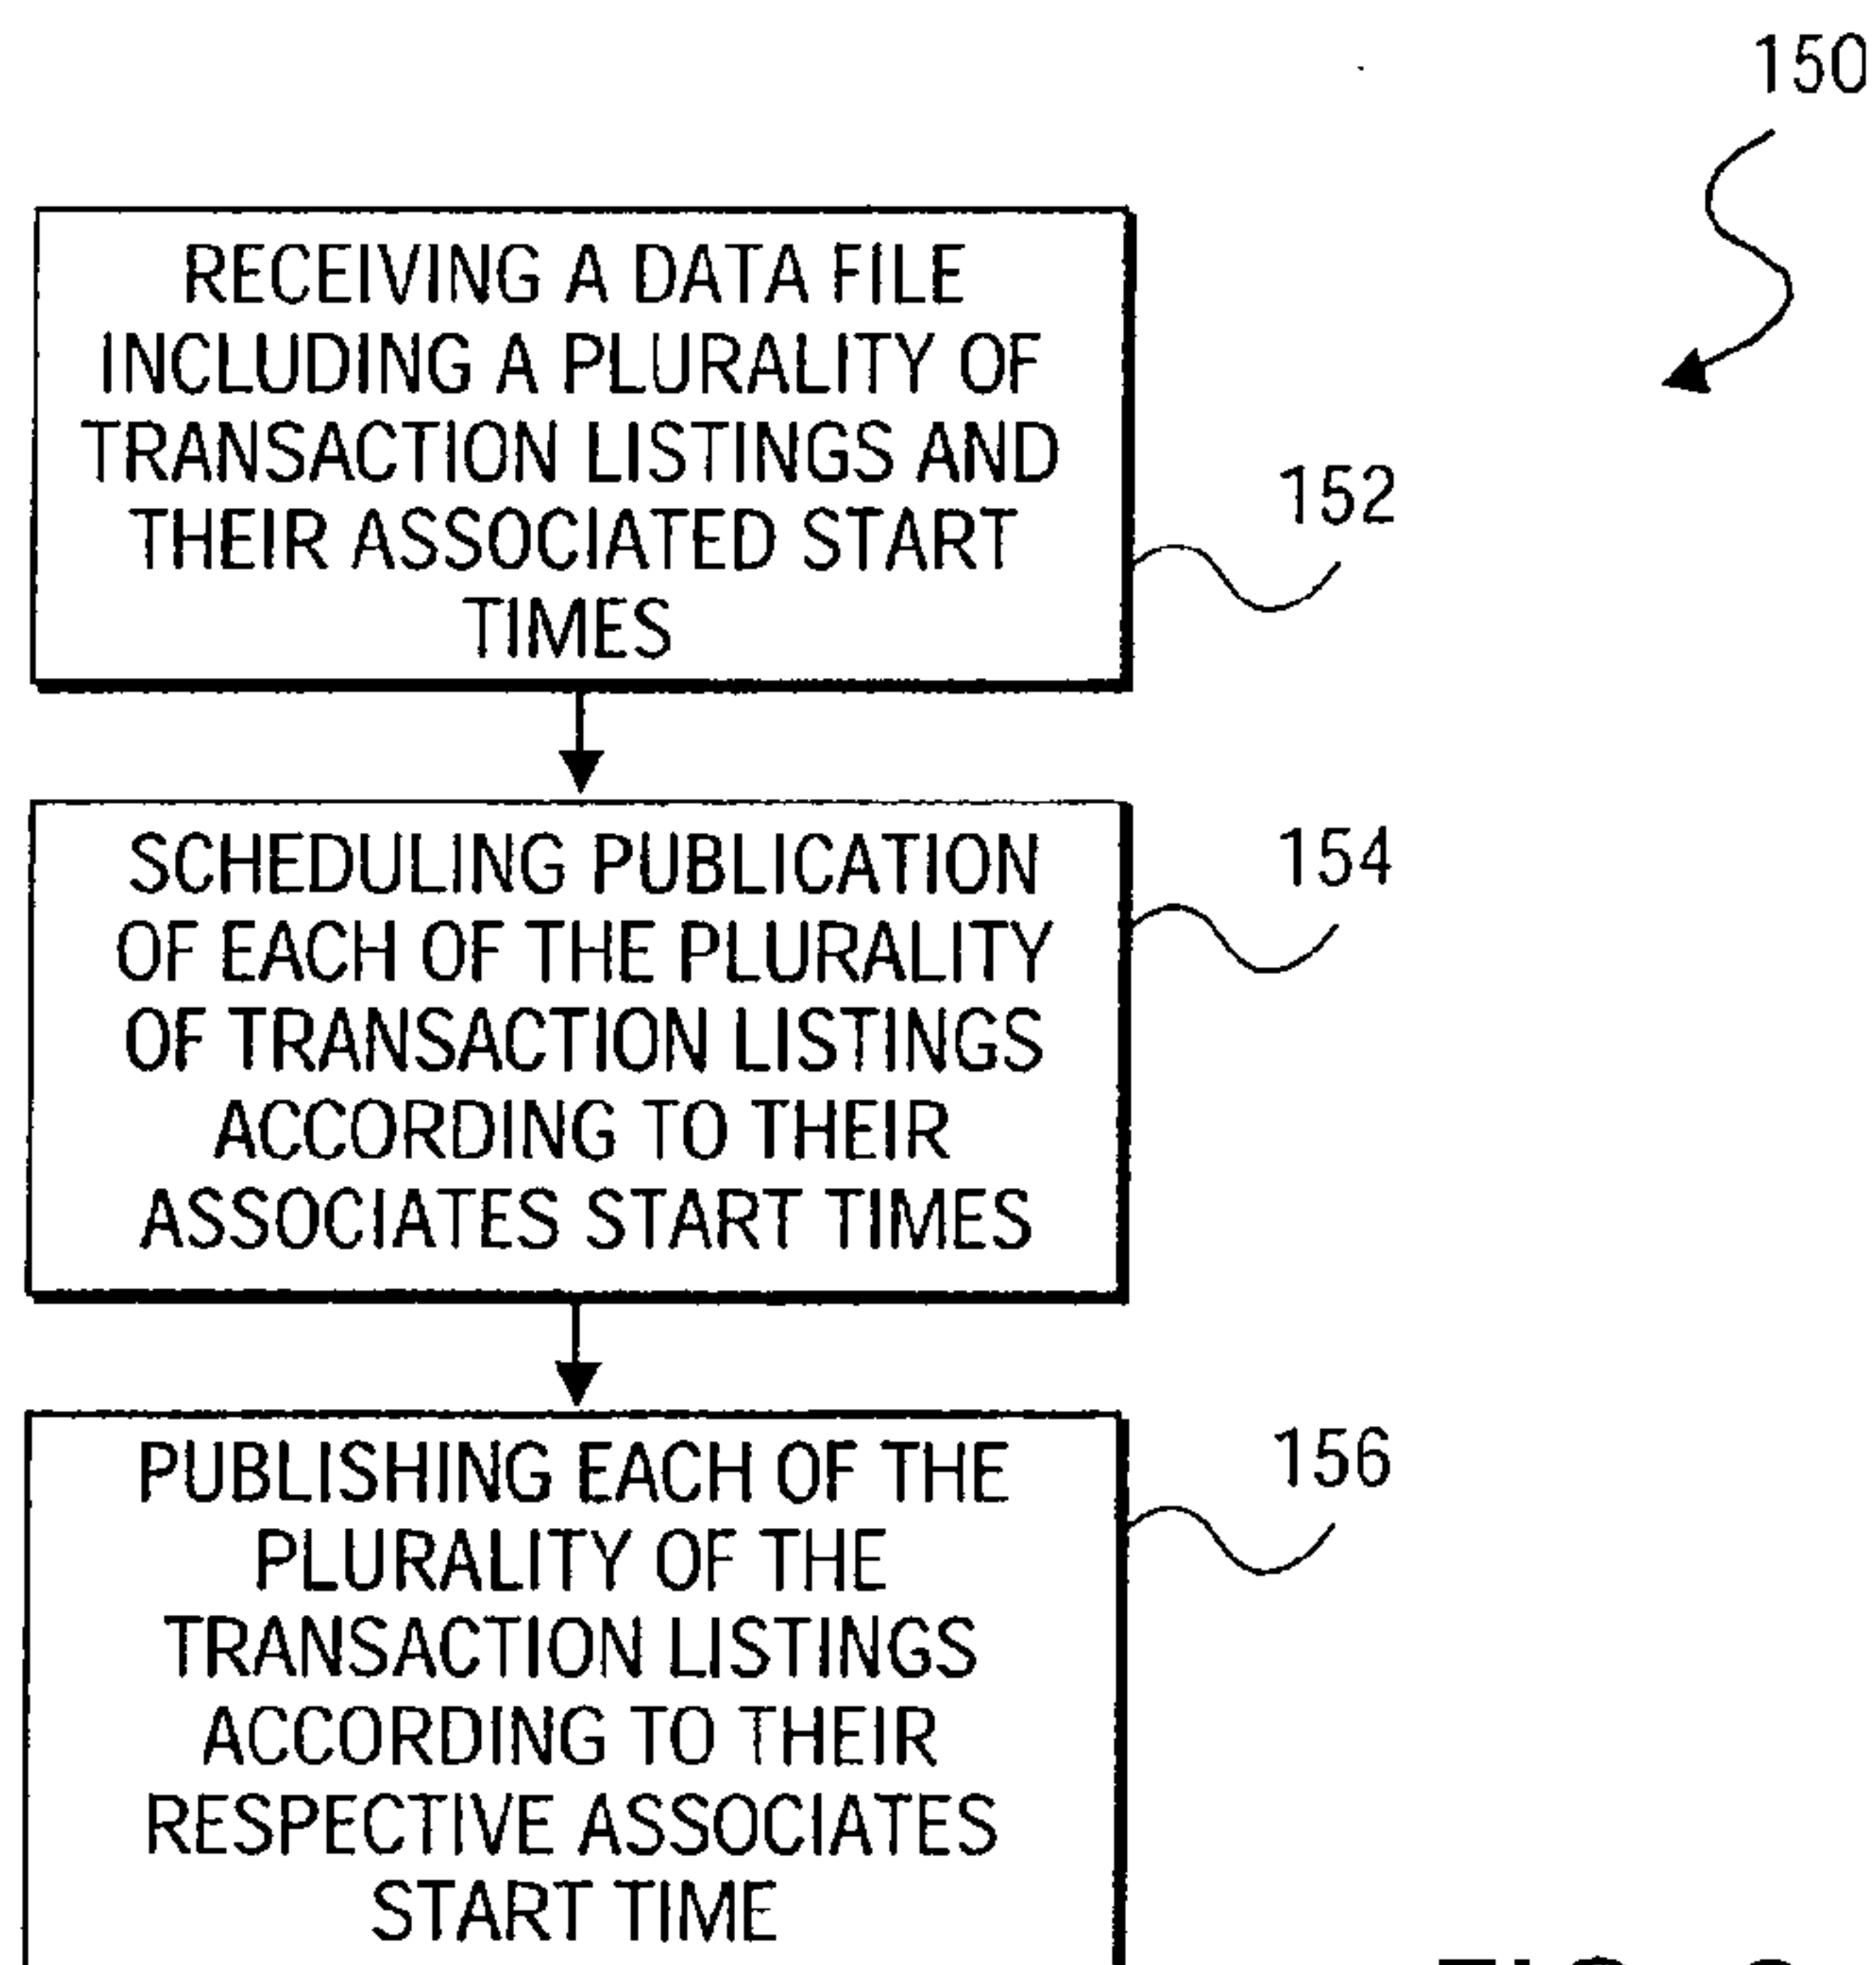 150
RECEIVING A DATA FILE
INCLUDING A PLURALITY OF
TRANSACTION LISTINGS AND
THEIR ASSOCIATED START
TIMES
152
SCHEDULING PUBLICATION
OF EACH OF THE PLURALITY
OF TRANSACTION LISTINGS
ACCORDING TO THEIR
ASSOCIATES START TIMES
154
PUBLISHING EACH OF THE
PLURALITY OF THE
TRANSACTION LISTINGS
ACCORDING TO THEIR
RESPECTIVE ASSOCIATES
START TIME
156